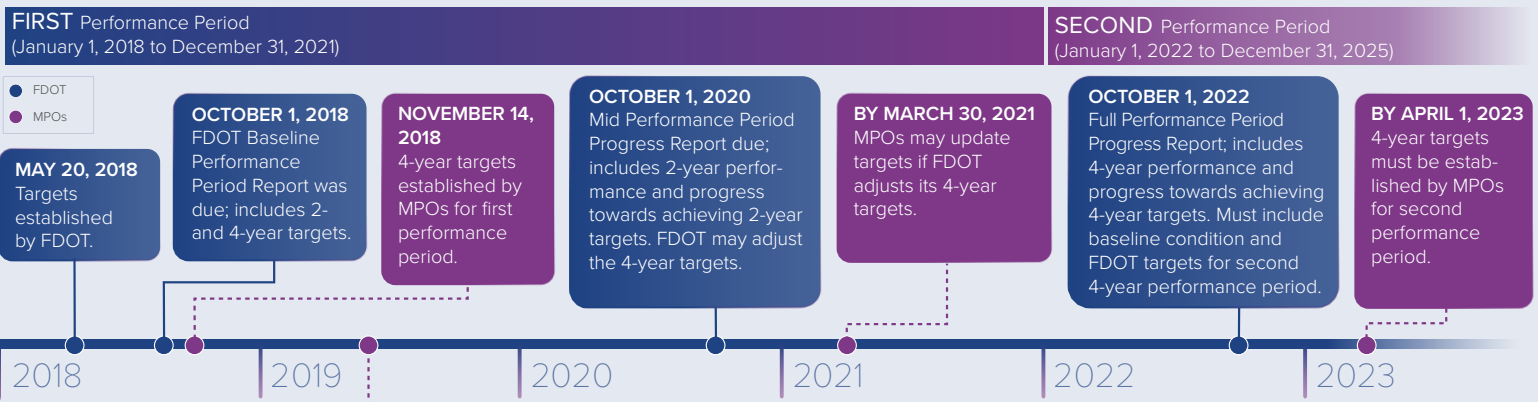 FIRST Performance Period
(January 1, 2018 to December 31, 2021)
SECOND Performance Period
(January 1, 2022 to December 31, 2025)
FDOT
MPOs
MAY 20, 2018
Targets
established
by FDOT.
OCTOBER 1, 2018
FDOT Baseline
Performance
Period Report was
due; includes 2-
and 4-year targets.
NOVEMBER 14,
2018
4-year targets
established by
MPOs for first
performance
period.
OCTOBER 1, 2020
Mid Performance Period
Progress Report due;
includes 2-year perfor-
mance and progress
towards achieving 2-year
targets. FDOT may adjust
the 4-year targets.
BY MARCH 30, 2021
MPOs may update
targets if FDOT
adjusts its 4-year
targets.
OCTOBER 1, 2022
Full Performance Period
Progress Report; includes
4-year performance and
progress towards achieving
4-year targets. Must include
baseline condition and
FDOT targets for second
4-year performance period.
BY APRIL 1, 2023
4-year targets
must be estab-
lished by MPOs
for second
performance
period.
2018
2019
2020
2021
2022
2023